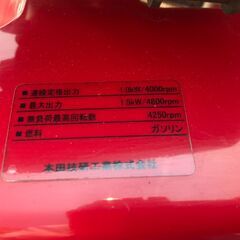 ■連続定格出力 1.0kW/4000rpm
■最大出力 1.5kW/4800rpm
■無負荷最高回転数 4250rpm
■燃料 ガソリン
本田技研工業株式会社